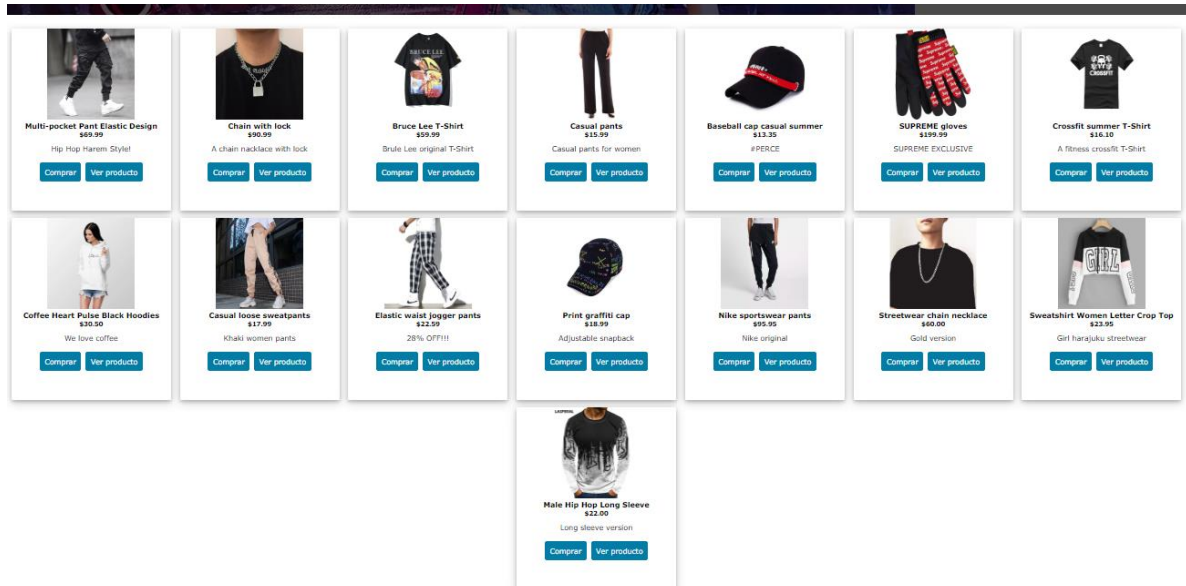 Multi-pocket Pant Elastic Design
$69.99
Hip Hop Harem Style!
Comprar Ver producto
Chain with lock
$90.99
A chain nacklace with lock
Comprar Ver producto
BRUCE LEE
Bruce Lee T-Shirt
$59.99
Brule Lee original T-Shirt
Comprar Ver producto
Casual pants
$15.99
Casual pants for women
Comprar Ver producto
Baseball cap casual summer
$13.35
#PERCE
Comprar Ver producto
Supreme
SUPREME gloves
$199.99
SUPREME EXCLUSIVE
Comprar Ver producto
CROSSFIT
Crossfit summer T-Shirt
$16.10
A fitness crossfit T-Shirt
Comprar Ver producto
Coffee Heart Pulse Black Hoodies
$30.50
We love coffee
Comprar Ver producto
Casual loose sweatpants
$17.99
Khaki women pants
Comprar Ver producto
Elastic waist jogger pants
$22.59
28% OFF!!!
Comprar Ver producto
Print graffiti cap
$18.99
Adjustable snapback
Comprar Ver producto
Nike sportswear pants
$95.95
Nike original
Comprar Ver producto
Streetwear chain necklace
$60.00
Gold version
Comprar Ver producto
GIRL
Sweatshirt Women Letter Crop Top
$23.95
Girl harajuku streetwear
Comprar Ver producto
Male Hip Hop Long Sleeve
$22.00
Long sleeve version
Comprar Ver producto